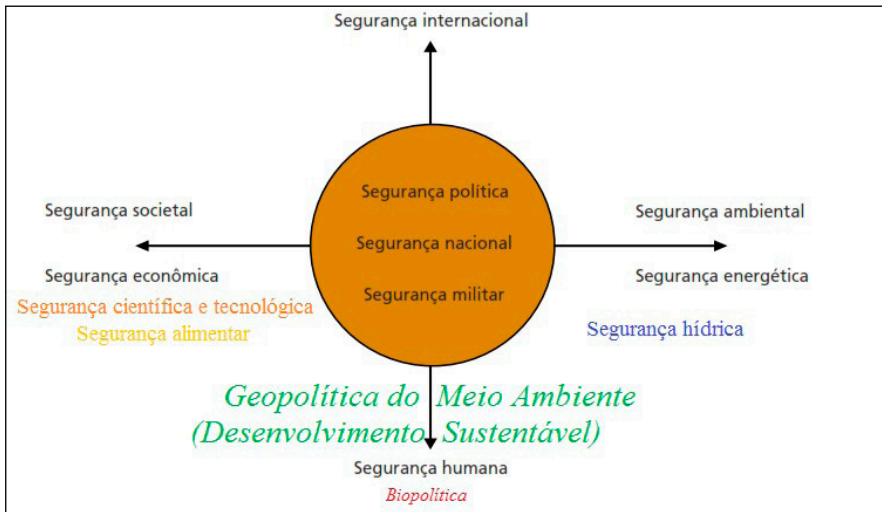 Segurança internacional
Segurança política
Segurança societal
Segurança ambiental
Segurança nacional
Segurança econômica
Segurança energética
Segurança militar
Segurança científica e tecnológica
Segurança alimentar
Segurança hídrica
Geopolítica do Meio Ambiente
(Desenvolvimento Sustentável)
Segurança humana
Biopolítica